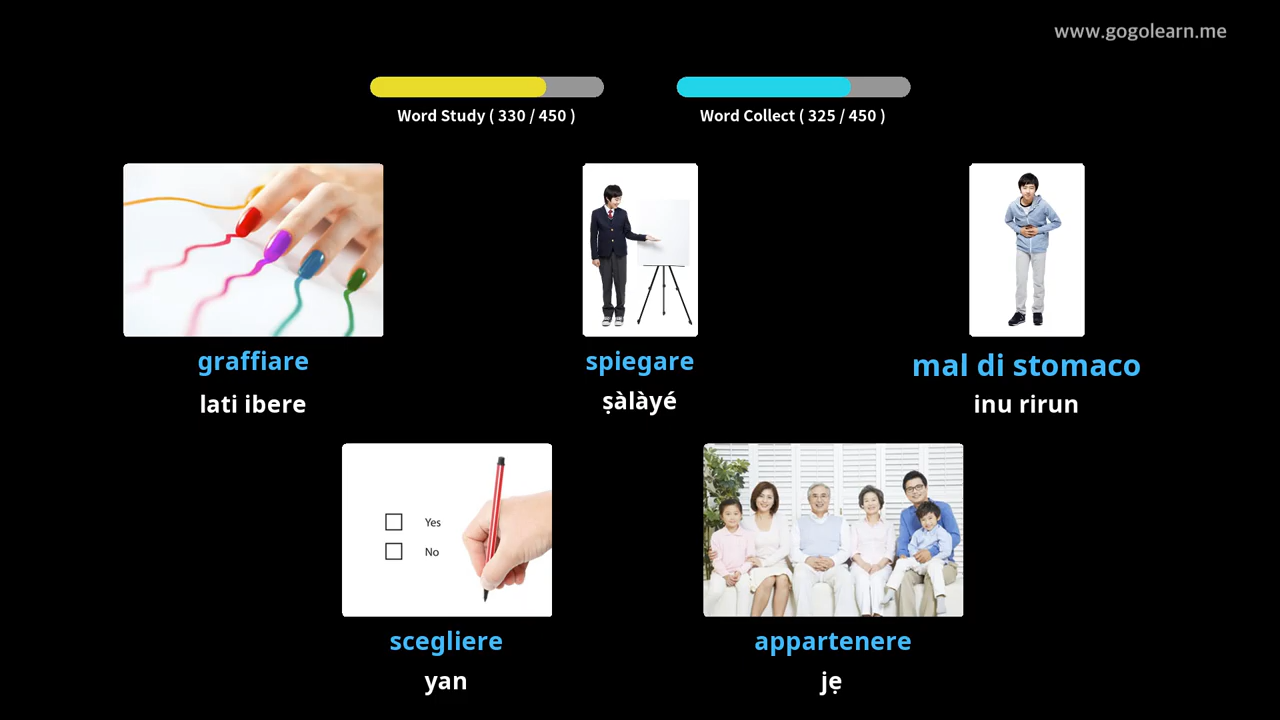 www.gogolearn.me
Word Study ( 330 / 450 )
Word Collect ( 325 / 450 )
graffiare
spiegare
mal di stomaco
lati ibere
ṣàlàyé
inu rirun
Yes
No
scegliere
appartenere
yan
jẹ